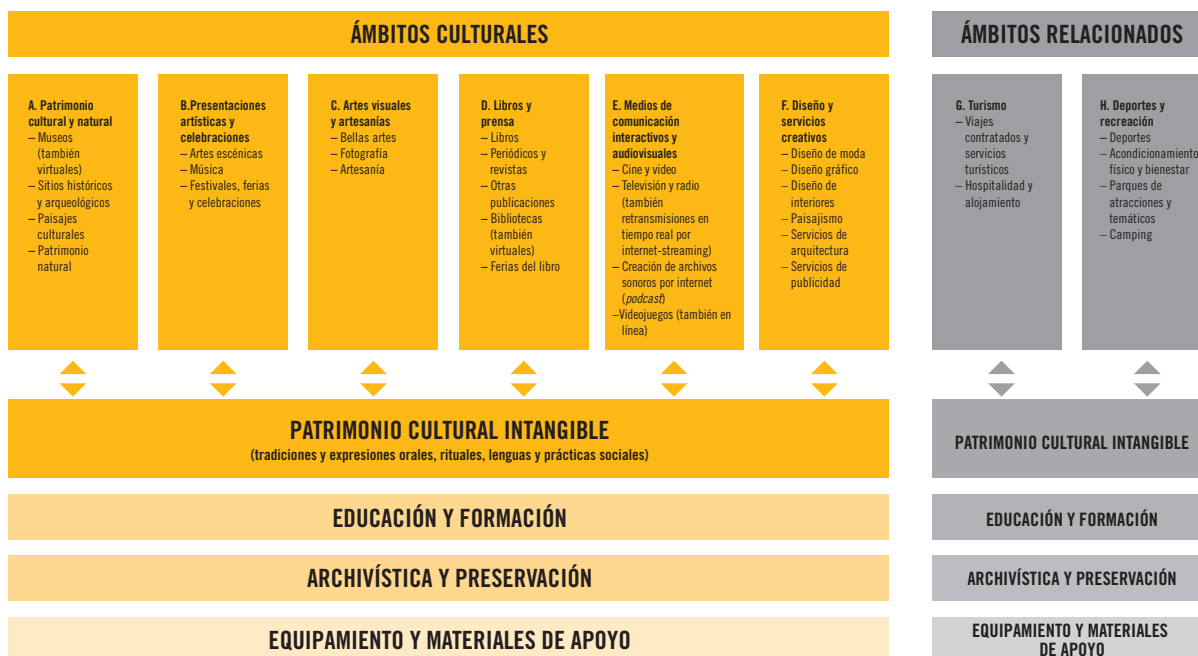 ÁMBITOS CULTURALES
A. Patrimonio
cultural y natural
– Museos
(también
virtuales)
– Sitios históricos
y arqueológicos
– Paisajes
culturales
– Patrimonio
natural
B.Presentaciones
artísticas y
celebraciones
– Artes escénicas
– Música
– Festivales, ferias
y celebraciones
C. Artes visuales
y artesanías
– Bellas artes
– Fotografía
– Artesanía
D. Libros y
prensa
– Libros
– Periódicos y
revistas
– Otras
publicaciones
– Bibliotecas
(también
virtuales)
– Ferias del libro
E. Medios de
comunicación
interactivos y
audiovisuales
– Cine y video
– Televisión y radio
(también
retransmisiones en
tiempo real por
internet-streaming)
– Creación de archivos
sonoros por internet
(podcast)
–Videojuegos (también en
línea)
F. Diseño y
servicios
creativos
– Diseño de moda
– Diseño gráfico
– Diseño de
interiores
– Paisajismo
– Servicios de
arquitectura
– Servicios de
publicidad
PATRIMONIO CULTURAL INTANGIBLE
(tradiciones y expresiones orales, rituales, lenguas y prácticas sociales)
EDUCACIÓN Y FORMACIÓN
ARCHIVÍSTICA Y PRESERVACIÓN
EQUIPAMIENTO Y MATERIALES DE APOYO
ÁMBITOS RELACIONADOS
G. Turismo
– Viajes
contratados y
servicios
turísticos
– Hospitalidad y
alojamiento
H. Deportes y
recreación
– Deportes
– Acondicionamiento
físico y bienestar
– Parques de
atracciones y
temáticos
– Camping
PATRIMONIO CULTURAL INTANGIBLE
EDUCACIÓN Y FORMACIÓN
ARCHIVÍSTICA Y PRESERVACIÓN
EQUIPAMIENTO Y MATERIALES
DE APOYO